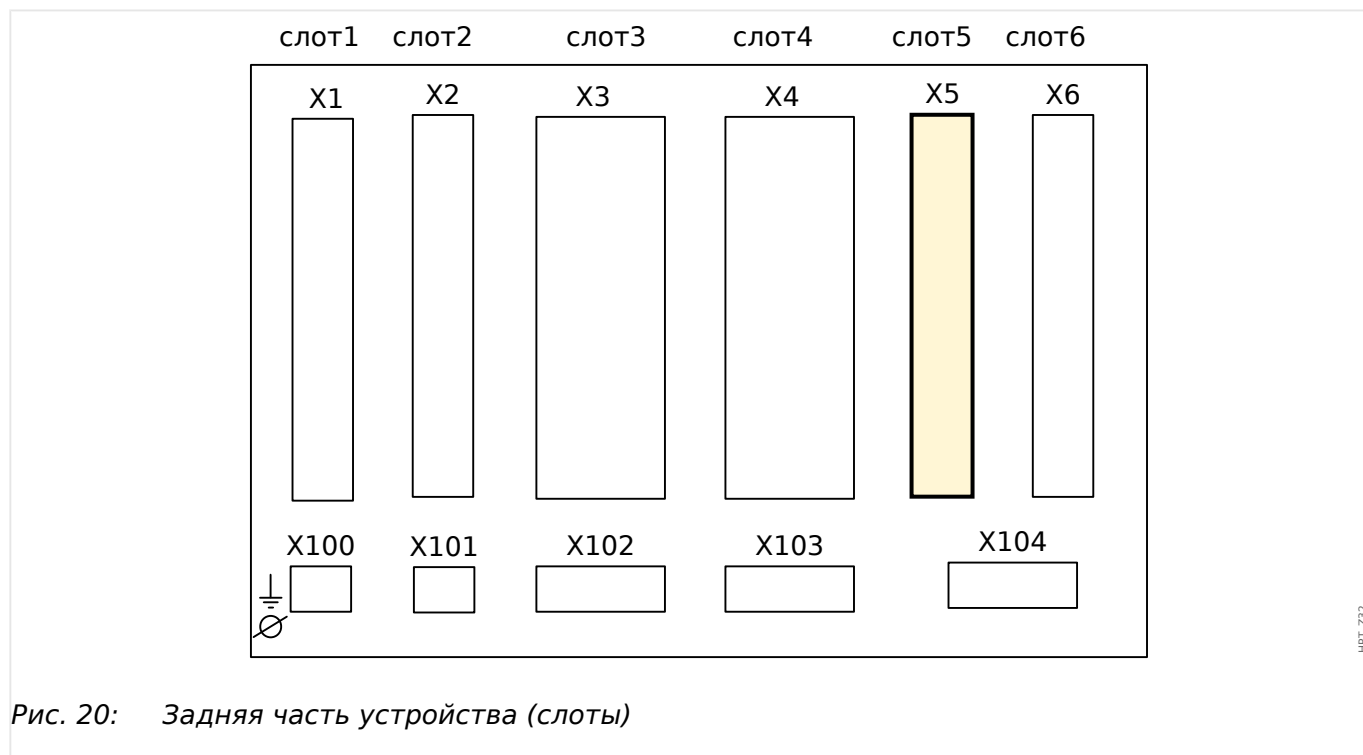 слот1 слот2 слот3 слот4 слот5 слот6
X1 X2 X3 X4 X5 X6
X100 X101 X102 X103 X104
Рис. 20: Задняя часть устройства (слоты)